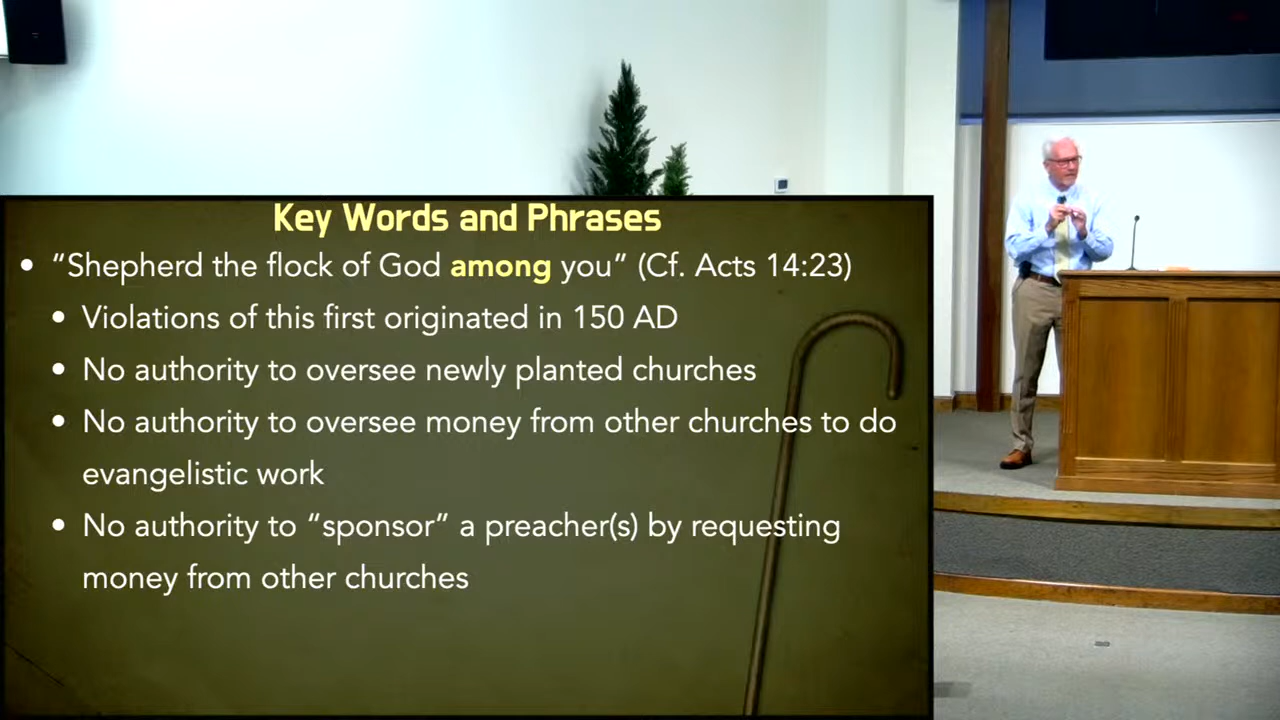 Key Words and Phrases
• “Shepherd the flock of God among you” (Cf. Acts 14:23)
• Violations of this first originated in 150 AD
• No authority to oversee newly planted churches
• No authority to oversee money from other churches to do
evangelistic work
• No authority to “sponsor” a preacher(s) by requesting
money from other churches